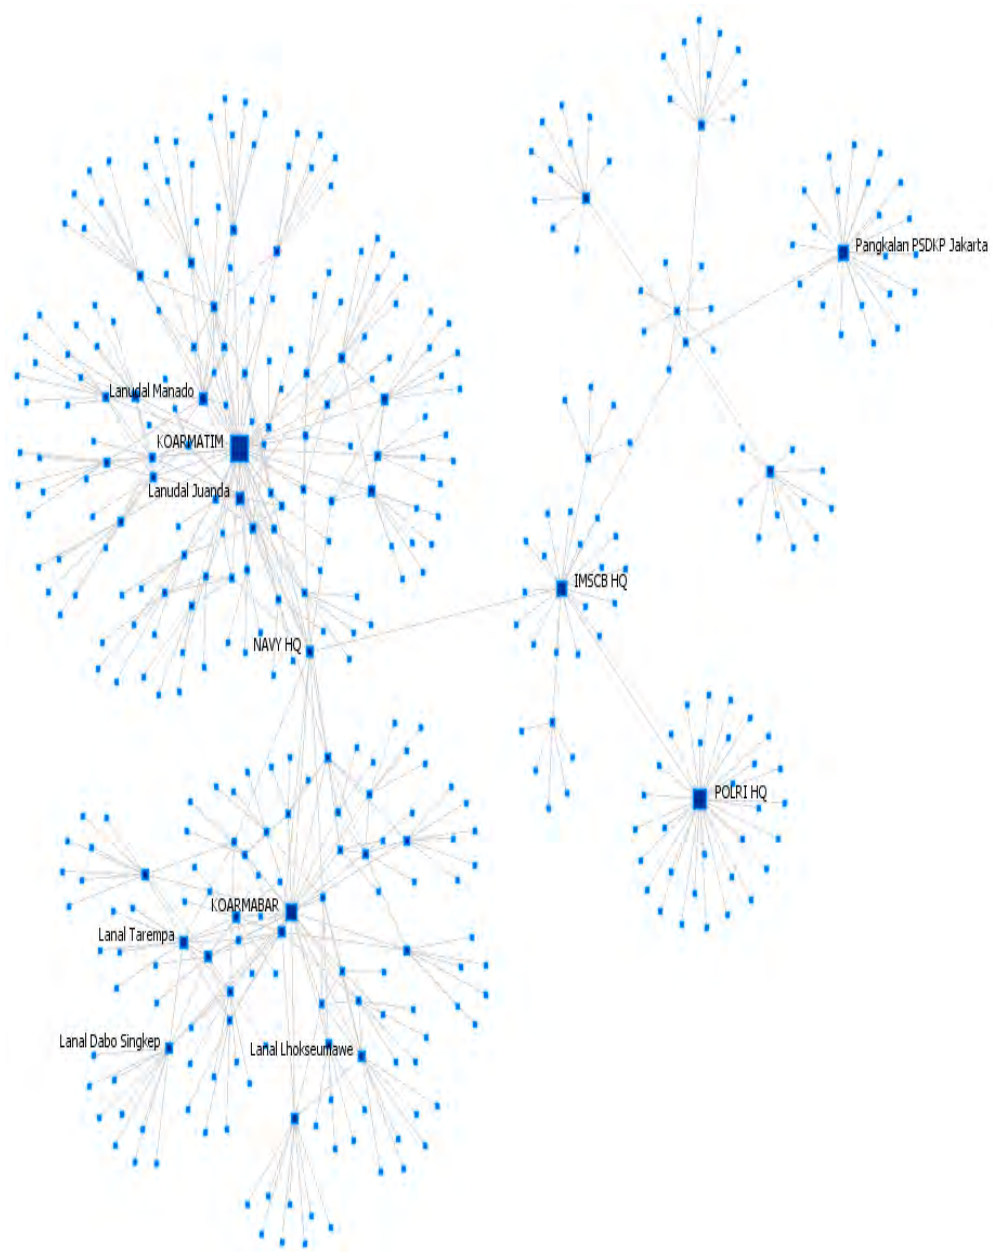 Pangkalan PSDKP Jakarta
Lanudal Manado
KOARMATIM
Lanudal Juanda
IMSCB HQ
NAVY HQ
POLRI HQ
KOARMABAR
Lanal Tarempa
Lanal Dabo Singkep
Lanal Lhokseumawe